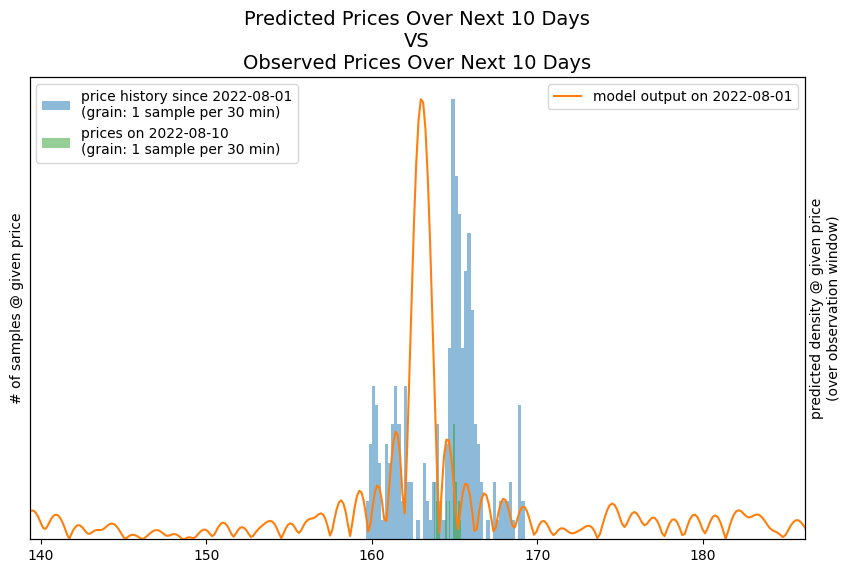 Predicted Prices Over Next 10 Days
VS
Observed Prices Over Next 10 Days
price history since 2022-08-01
(grain: 1 sample per 30 min)
prices on 2022-08-10
(grain: 1 sample per 30 min)
model output on 2022-08-01
# of samples @ given price
predicted density @ given price
(over observation window)
140
150
160
170
180